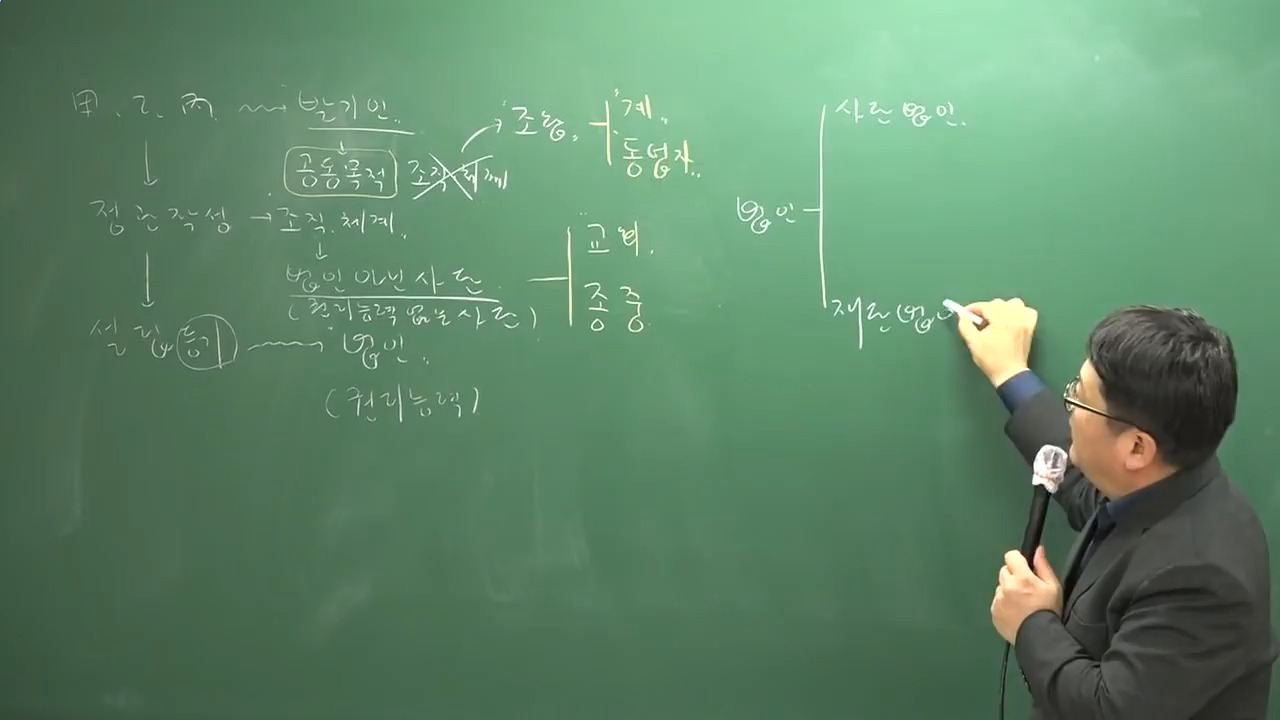 甲. 乙. 丙 발기인..
공동목적 조직체계
"조합"
"계"
동업자..
정관작성 → 조직.체계..
법인 아닌 사단
(권리능력 없는 사단)
교회.
종중
설립등기 법인.
(권리능력)
법인
사단법인.
재단법인